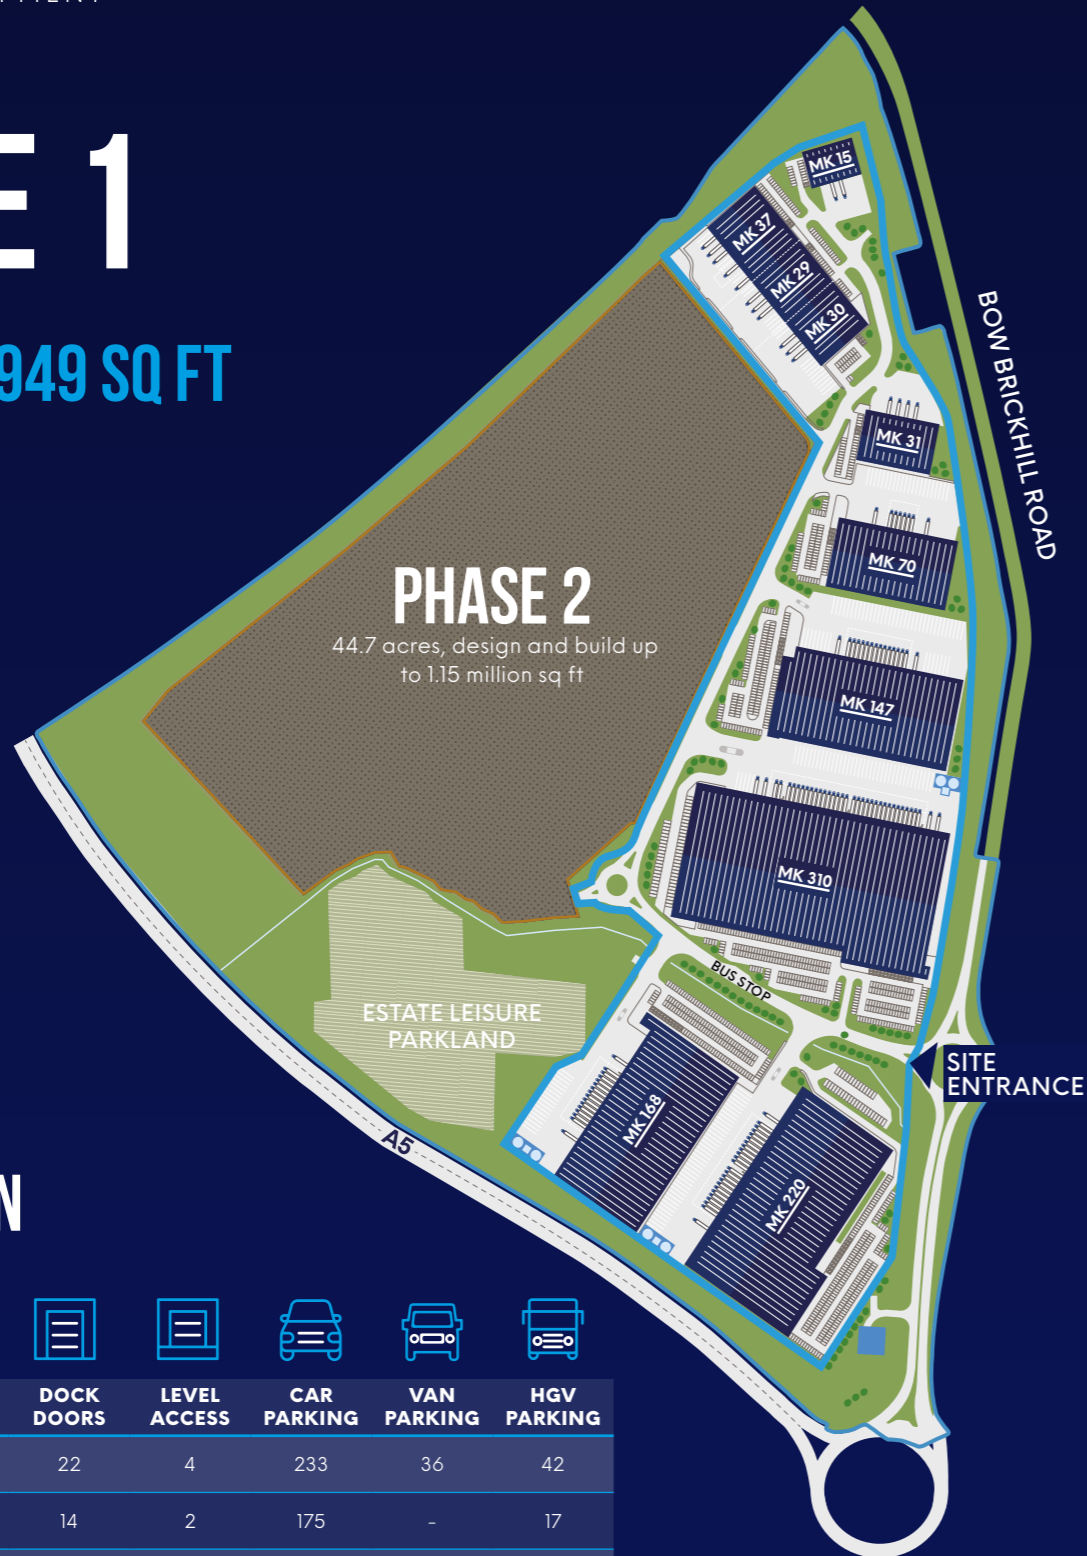 E 1
949 SQ FT
MK 15
MK 37
MK 29
MK 30
BOW BRICKHILL ROAD
MK 31
MK 70
PHASE 2
44.7 acres, design and build up
to 1.15 million sq ft
MK 147
MK 310
BUS STOP
ESTATE LEISURE
PARKLAND
SITE
ENTRANCE
MK 168
A5
MK 220
N
DOCK DOORS LEVEL ACCESS CAR PARKING VAN PARKING HGV PARKING
22 4 233 36 42
14 2 175 - 17